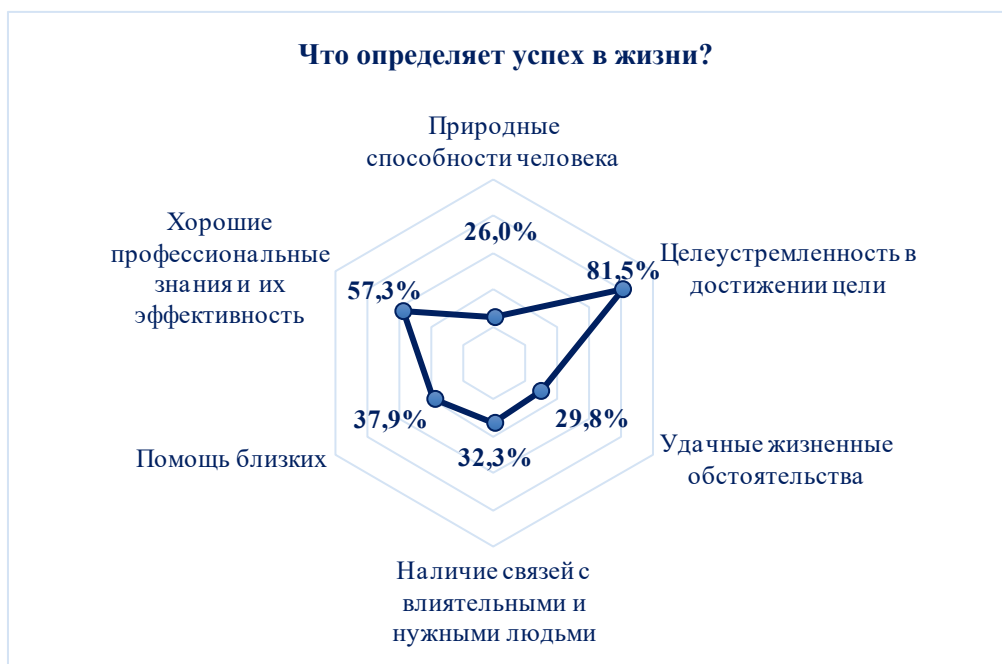 Что определяет успех в жизни?
Природные
способности человека
26,0%
Целеустремленность в
достижении цели
81,5%
Удачные жизненные
обстоятельства
29,8%
Наличие связей с
влиятельными и
нужными людьми
32,3%
Помощь близких
37,9%
Хорошие
профессиональные
знания и их
эффективность
57,3%